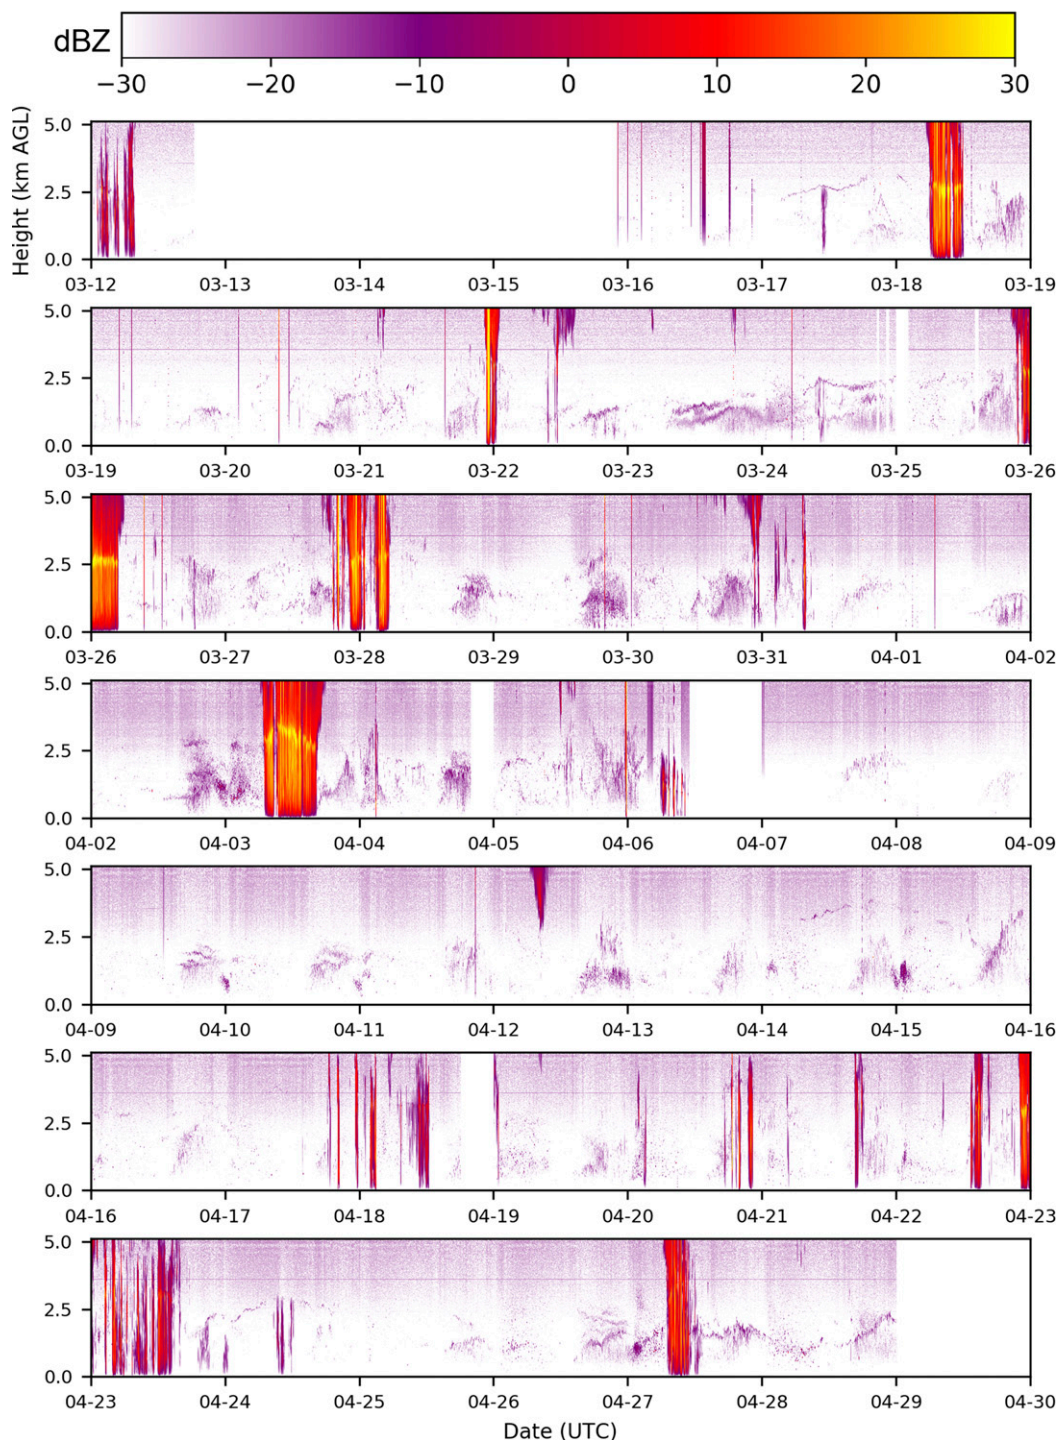 dBZ
−30 −20 −10 0 10 20 30
Height (km AGL)
5.0
2.5
0.0
03-12 03-13 03-14 03-15 03-16 03-17 03-18 03-19
5.0
2.5
0.0
03-19 03-20 03-21 03-22 03-23 03-24 03-25 03-26
5.0
2.5
0.0
03-26 03-27 03-28 03-29 03-30 03-31 04-01 04-02
5.0
2.5
0.0
04-02 04-03 04-04 04-05 04-06 04-07 04-08 04-09
5.0
2.5
0.0
04-09 04-10 04-11 04-12 04-13 04-14 04-15 04-16
5.0
2.5
0.0
04-16 04-17 04-18 04-19 04-20 04-21 04-22 04-23
5.0
2.5
0.0
04-23 04-24 04-25 04-26 04-27 04-28 04-29 04-30
Date (UTC)